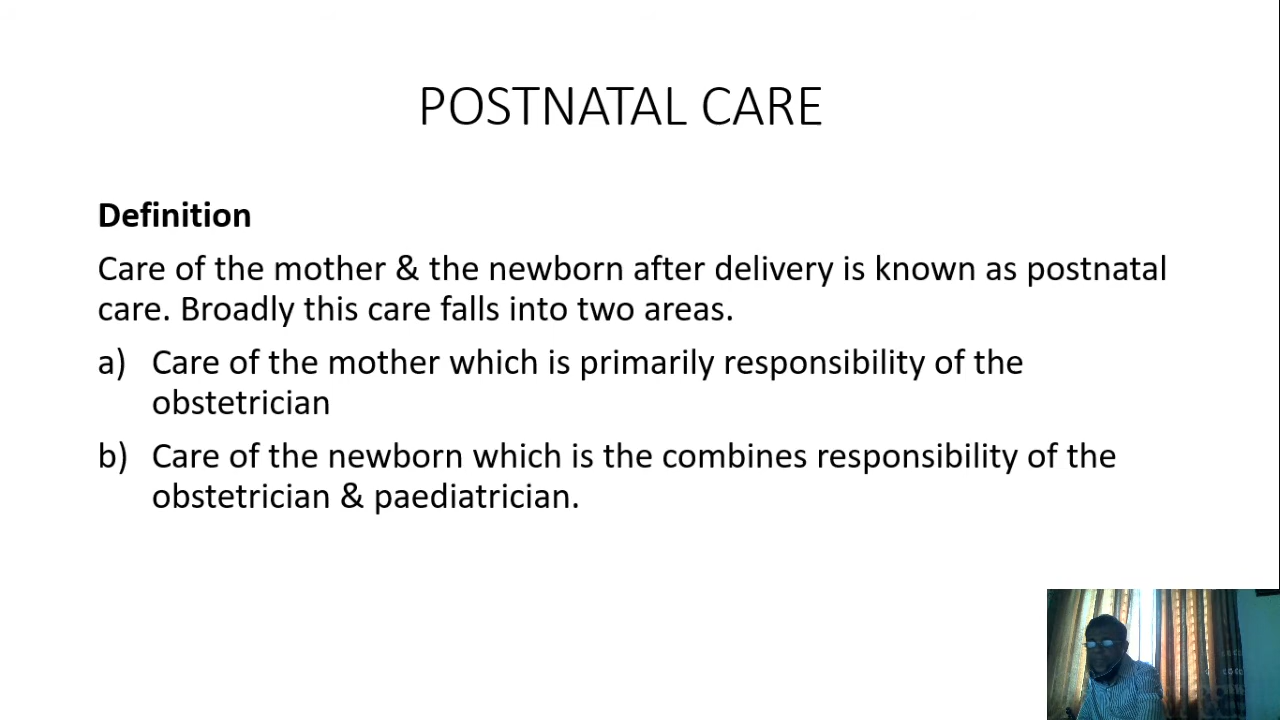 POSTNATAL CARE
Definition
Care of the mother & the newborn after delivery is known as postnatal
care. Broadly this care falls into two areas.
a) Care of the mother which is primarily responsibility of the
obstetrician
b) Care of the newborn which is the combines responsibility of the
obstetrician & paediatrician.